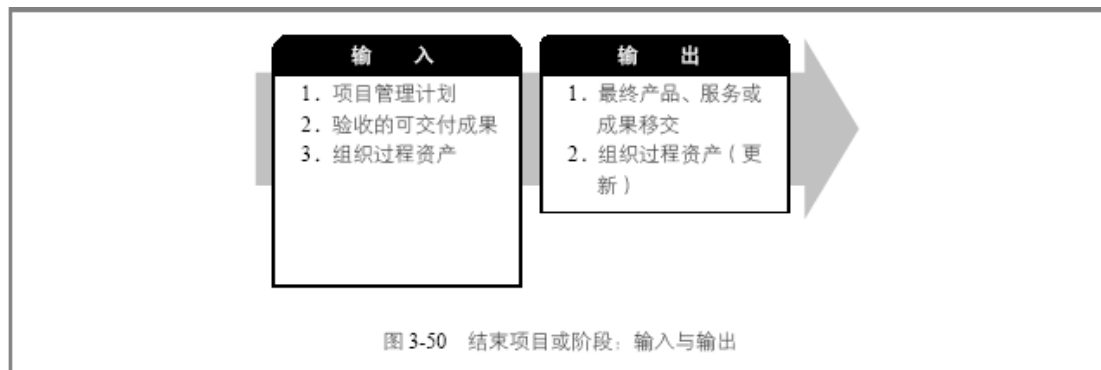 输 入
1. 项目管理计划
2. 验收的可交付成果
3. 组织过程资产
输 出
1. 最终产品、服务或
成果移交
2. 组织过程资产（更
新）
图 3-50 结束项目或阶段：输入与输出